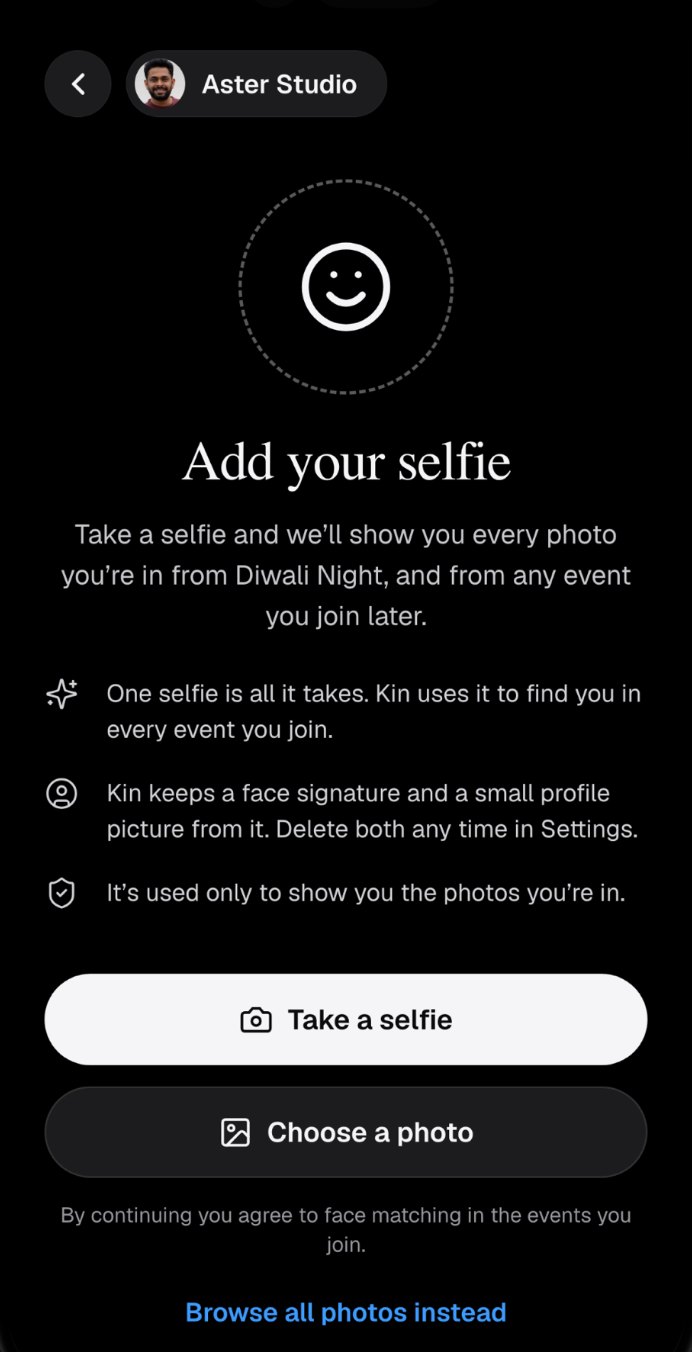 Aster Studio
Add your selfie
Take a selfie and we’ll show you every photo
you’re in from Diwali Night, and from any event
you join later.
One selfie is all it takes. Kin uses it to find you in
every event you join.
Kin keeps a face signature and a small profile
picture from it. Delete both any time in Settings.
It’s used only to show you the photos you’re in.
Take a selfie
Choose a photo
By continuing you agree to face matching in the events you
join.
Browse all photos instead